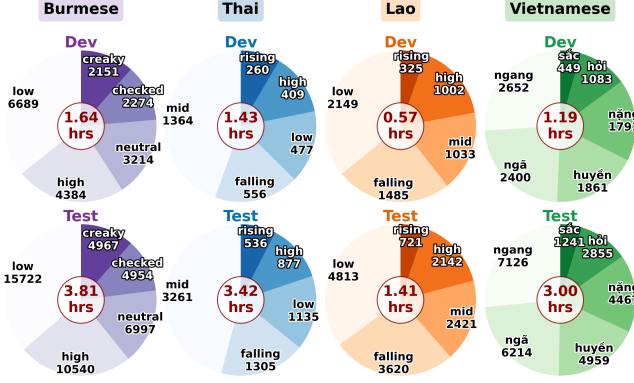 Burmese
Thai
Lao
Vietnamese
Dev
creaky
2151
checked
2274
neutral
3214
high
4384
low
6689
1.64
hrs
Dev
rising
260
high
409
low
477
falling
556
mid
1364
1.43
hrs
Dev
rising
325
high
1002
mid
1033
falling
1485
low
2149
0.57
hrs
Dev
sắc
449
hỏi
1083
nặng
179
huyền
1861
ngã
2400
ngang
2652
1.19
hrs
Test
creaky
4967
checked
4954
neutral
6997
high
10540
low
15722
3.81
hrs
Test
rising
536
high
877
low
1135
falling
1305
mid
3261
3.42
hrs
Test
rising
721
high
2142
mid
2421
falling
3620
low
4813
1.41
hrs
Test
sắc
1241
hỏi
2855
nặng
446
huyền
4959
ngã
6214
ngang
7126
3.00
hrs